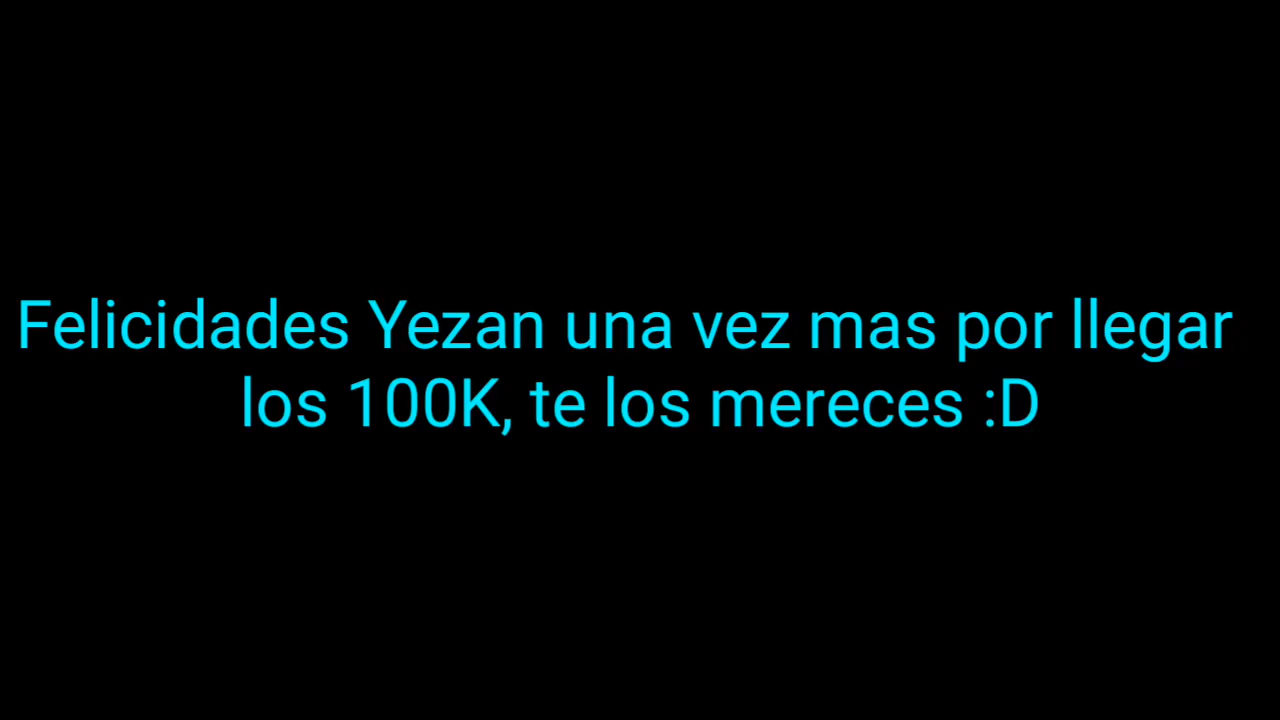 Felicidades Yezan una vez mas por llegar
los 100K, te los mereces :D